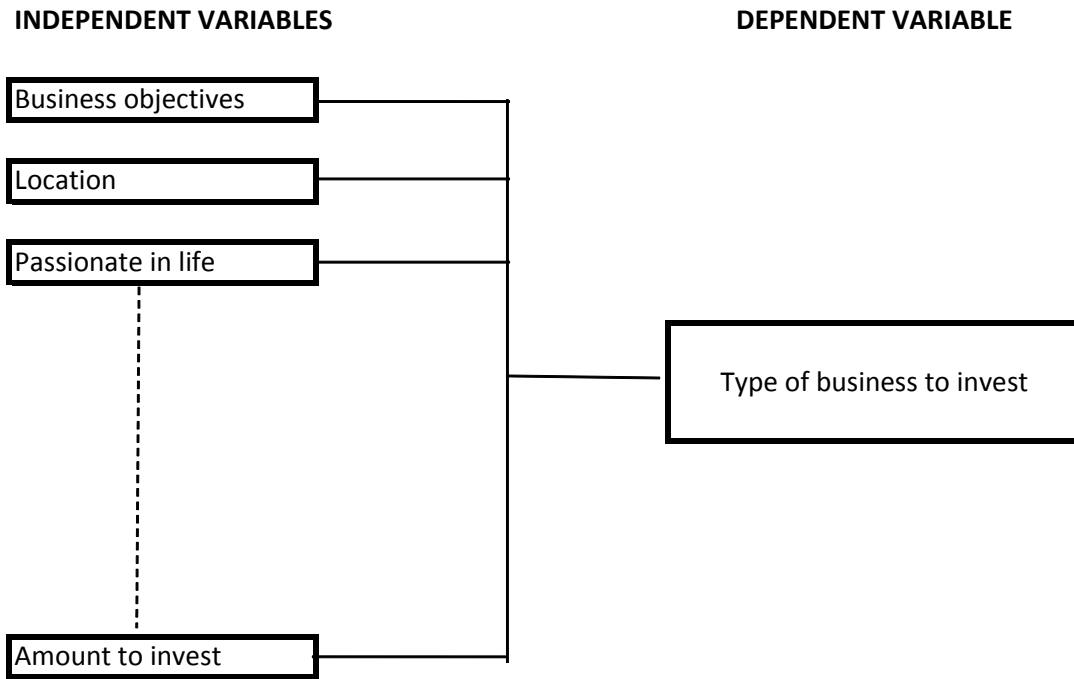 INDEPENDENT VARIABLES
DEPENDENT VARIABLE
Business objectives
Location
Passionate in life
Type of business to invest
Amount to invest